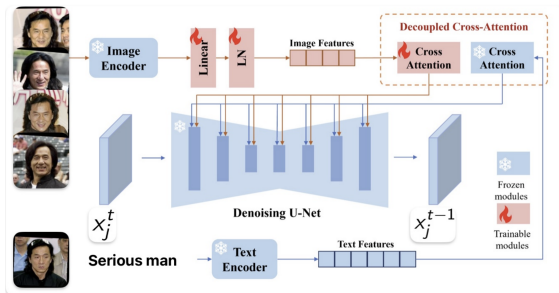 Decoupled Cross-Attention
Image
Encoder
Linear
LN
Image Features
Cross
Attention
Cross
Attention
x_j^t
Denoising U-Net
x_j^{t-1}
Frozen
modules
Trainable
modules
Serious man
Text
Encoder
Text Features